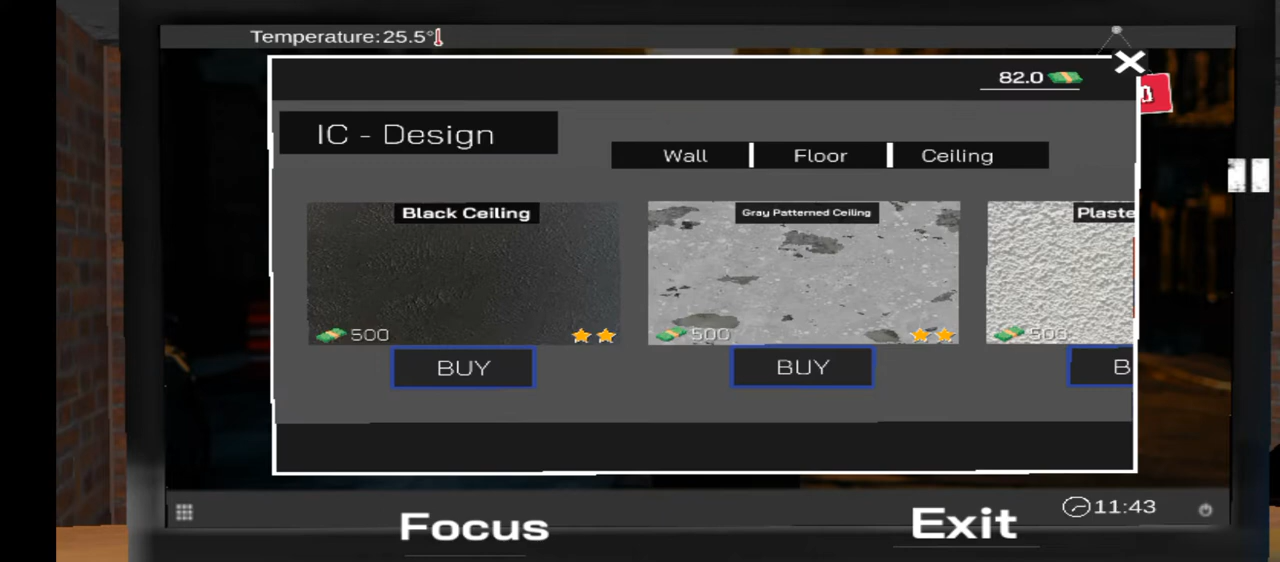 Temperature: 25.5°
82.0
IC - Design
Wall
Floor
Ceiling
Black Ceiling
Gray Patterned Ceiling
500
500
500
BUY
BUY
11:43
Focus
Exit